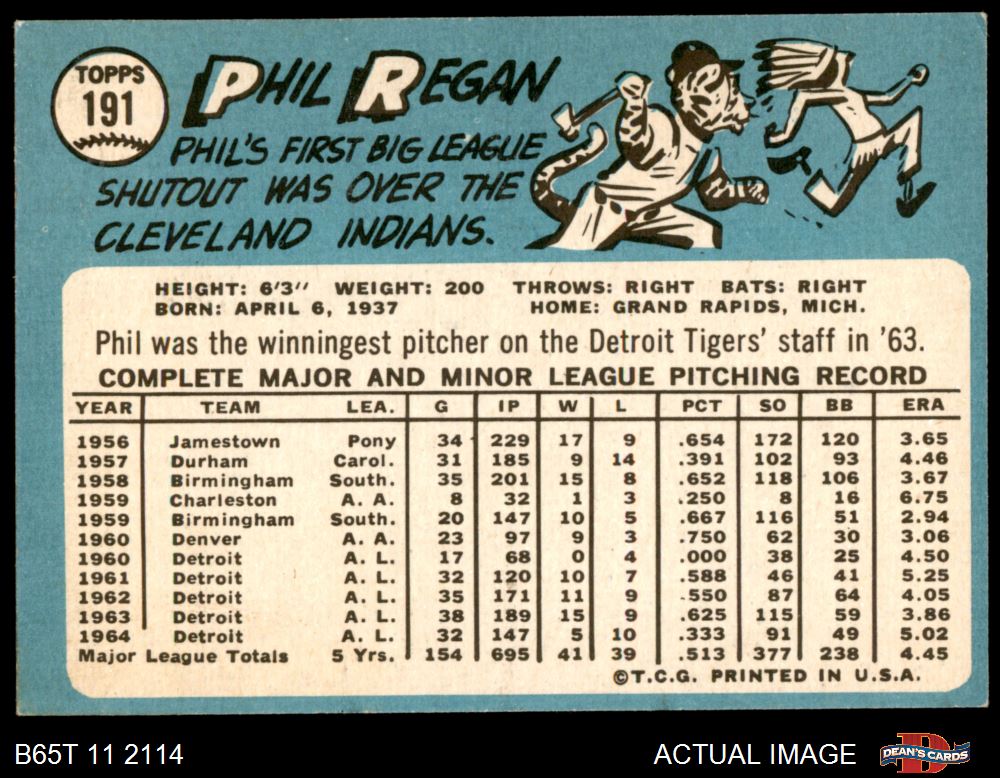 TOPPS
191
PHIL REGAN
PHIL'S FIRST BIG LEAGUE
SHUTOUT WAS OVER THE
CLEVELAND INDIANS.
HEIGHT: 6'3" WEIGHT: 200 THROWS: RIGHT BATS: RIGHT
BORN: APRIL 6, 1937 HOME: GRAND RAPIDS, MICH.
Phil was the winningest pitcher on the Detroit Tigers' staff in '63.
COMPLETE MAJOR AND MINOR LEAGUE PITCHING RECORD
YEAR TEAM LEA. G IP W L PCT SO BB ERA
1956 Jamestown Pony 34 229 17 9 .654 172 120 3.65
1957 Durham Carol. 31 185 9 14 .391 102 93 4.46
1958 Birmingham South. 35 201 15 8 .652 118 106 3.67
1959 Charleston A. A. 8 32 1 3 .250 8 16 6.75
1959 Birmingham South. 20 147 10 5 .667 116 51 2.94
1960 Denver A. A. 23 97 9 3 .750 62 30 3.06
1960 Detroit A. L. 17 68 0 4 .000 38 25 4.50
1961 Detroit A. L. 32 120 10 7 .588 46 41 5.25
1962 Detroit A. L. 35 171 11 9 .550 87 64 4.05
1963 Detroit A. L. 38 189 15 9 .625 115 59 3.86
1964 Detroit A. L. 32 147 5 10 .333 91 49 5.02
Major League Totals 5 Yrs. 154 695 41 39 .513 377 238 4.45
©T.C.G. PRINTED IN U.S.A.
B65T 11 2114 ACTUAL IMAGE DEAN'S CARDS